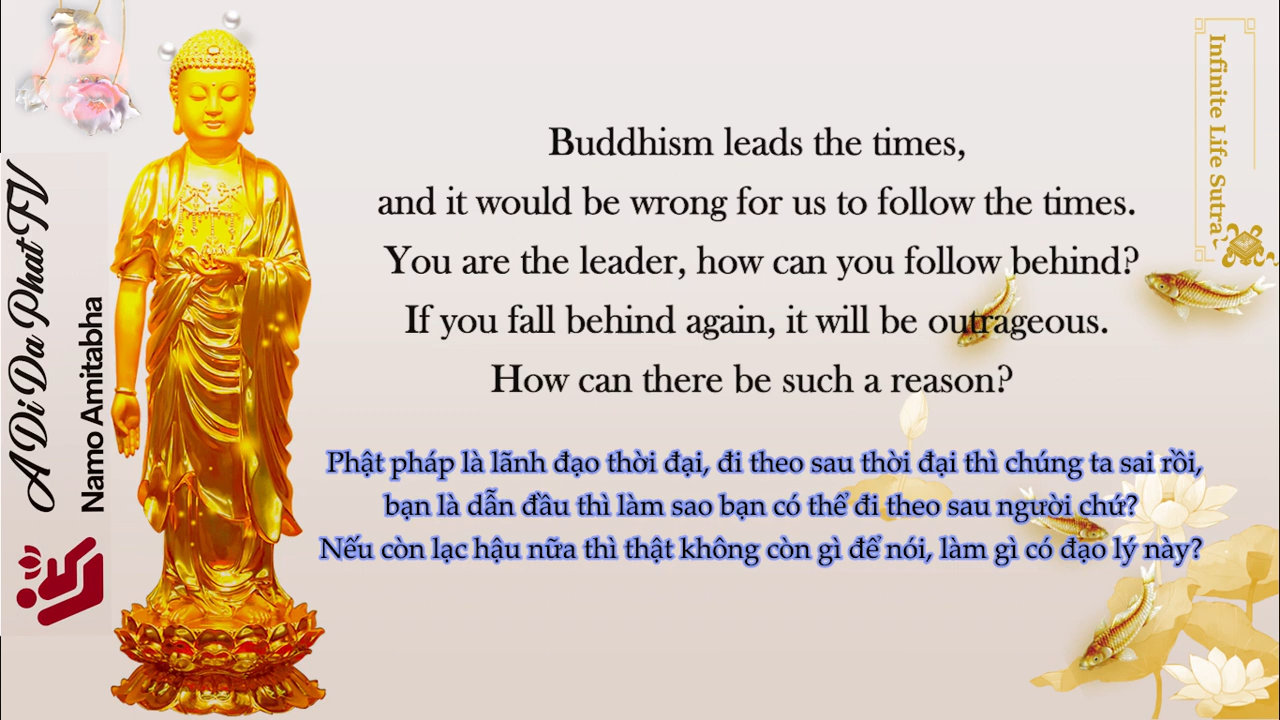 A Di Da Phat TV
Namo Amitabha
Infinite Life Sutra
Buddhism leads the times,
and it would be wrong for us to follow the times.
You are the leader, how can you follow behind?
If you fall behind again, it will be outrageous.
How can there be such a reason?
Phật pháp là lãnh đạo thời đại, đi theo sau thời đại thì chúng ta sai rồi,
bạn là dẫn đầu thì làm sao bạn có thể đi theo sau người chứ?
Nếu còn lạc hậu nữa thì thật không còn gì để nói, làm gì có đạo lý này?